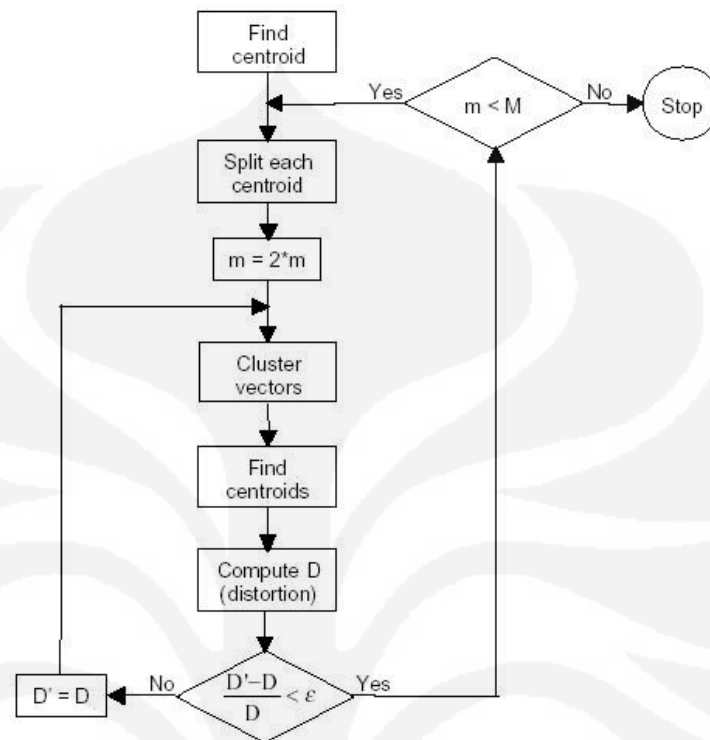 Find
centroid
Yes
m < M
No
Stop
Split each
centroid
m = 2*m
Cluster
vectors
Find
centroids
Compute D
(distortion)
D' = D
No
D'−D
D
< ε
Yes